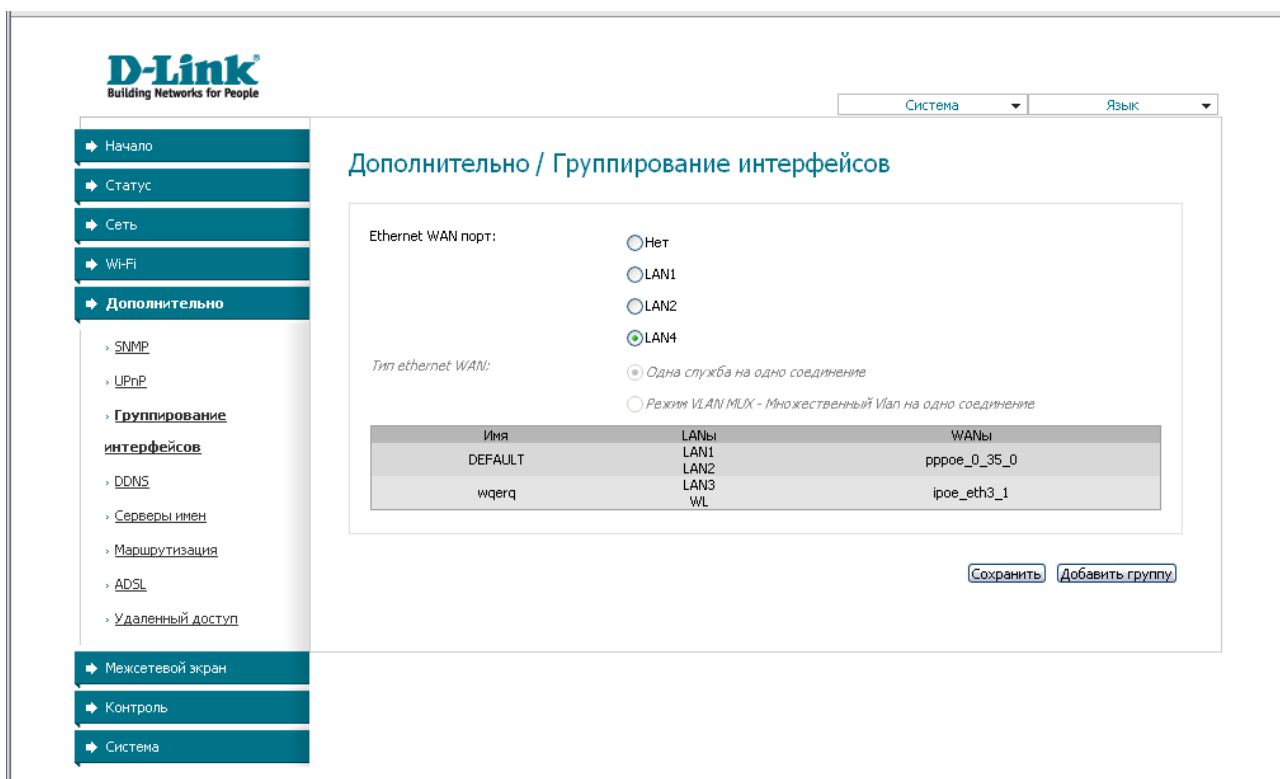 D-Link
Building Networks for People
Система
Язык
Начало
Статус
Сеть
Wi-Fi
Дополнительно
SNMP
UPnP
Группирование
интерфейсов
DDNS
Серверы имен
Маршрутизация
ADSL
Удаленный доступ
Межсетевой экран
Контроль
Система
Дополнительно / Группирование интерфейсов
Ethernet WAN порт:
Нет
LAN1
LAN2
LAN4
Тип ethernet WAN:
Одна служба на одно соединение
Режим VLAN MUX - Множественный Vlan на одно соединение
Имя LANы WANы
DEFAULT LAN1 LAN2 pppoe_0_35_0
wqerq LAN3 WL ipoe_eth3_1
Сохранить Добавить группу